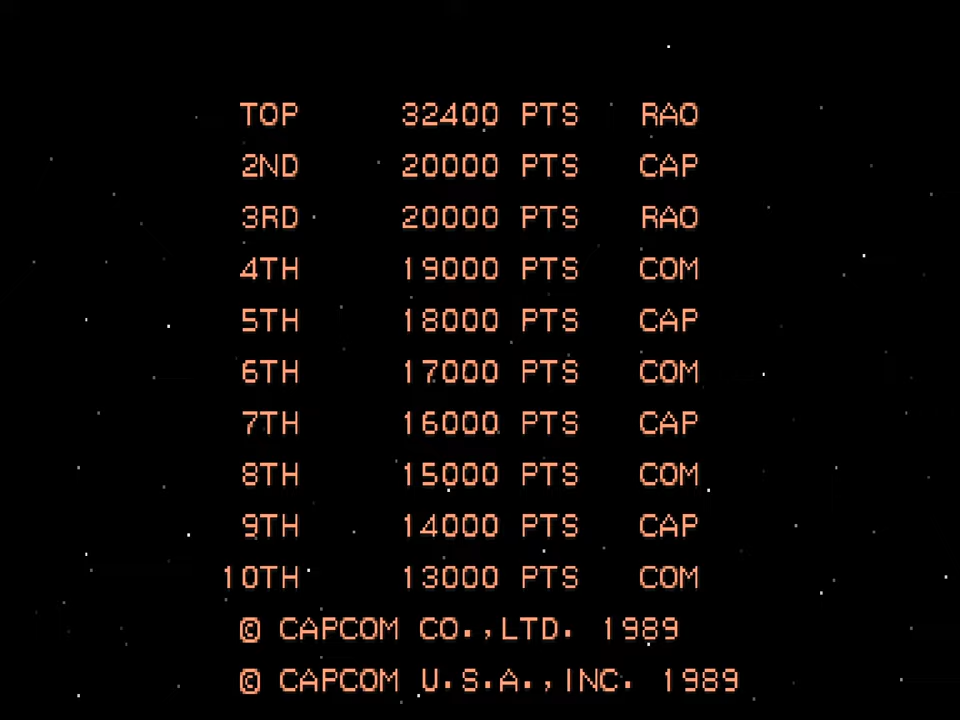 TOP 32400 PTS RAO
2ND 20000 PTS CAP
3RD 20000 PTS RAO
4TH 19000 PTS COM
5TH 18000 PTS CAP
6TH 17000 PTS COM
7TH 16000 PTS CAP
8TH 15000 PTS COM
9TH 14000 PTS CAP
10TH 13000 PTS COM
© CAPCOM CO.,LTD. 1989
© CAPCOM U.S.A.,INC. 1989